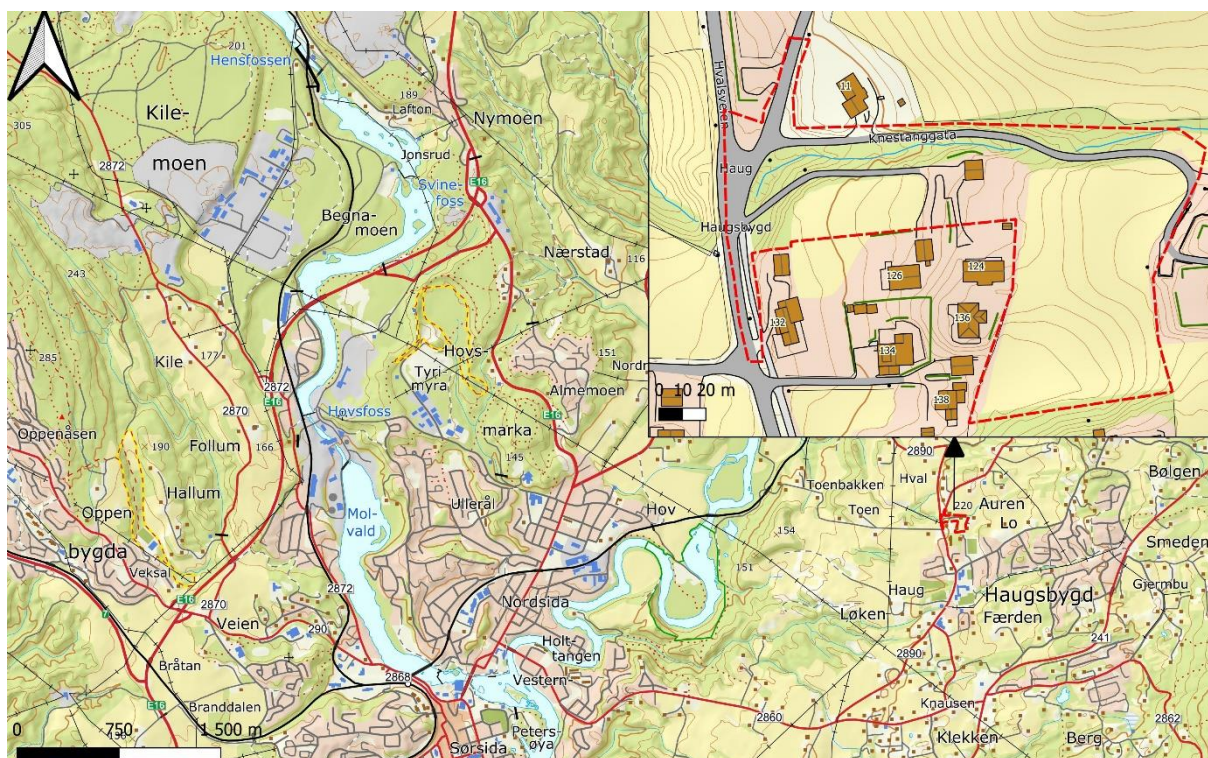 201
Hensfossen
Kile-
moen
305
2872
189
Lafton
Nymoen
Jonsrud
Svine-
foss
E16
Begna-
moen
Nærstad
116
243
285
Kile
177
2872
E16
2870
Hovs-
Tyri
myra
marka
145
151
Almemoen
E16
Hovsfoss
Oppenåsen
190
Follum
166
Hallum
Oppen
bygda
Veksal
Mol-
vald
Ullerål
Hov
154
151
2870
E16
Veien
2872
290
Bråtan
Branddalen
E16
7
2868
Nordsida
Holt-
tangen
Vestern
Peters-
øya
Sørsida
2860
0 750 1 500 m
Hvalsveien
11
Knestanggata
Haug
Haugsbygd
126
124
132
136
134
138
0 10 20 m
2890
Hval
Toenbakken
Toen
220
Auren
Lo
Bølgen
Smeden
Gjermbu
Haug
Haugsbygd
Løken
Færden
241
2890
Knausen
Klekken
Berg
2862